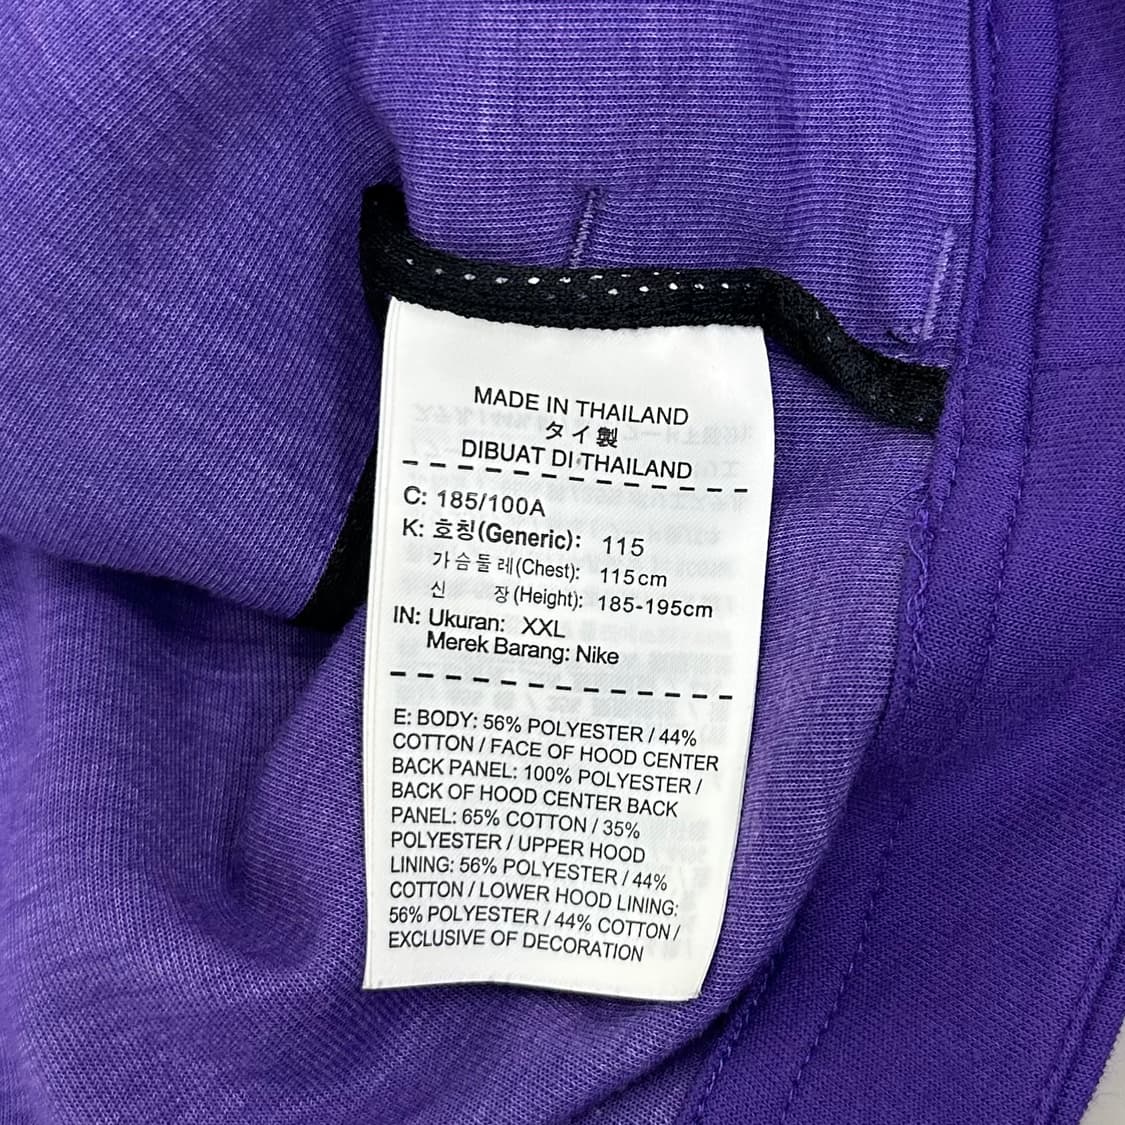 MADE IN THAILAND
タイ製
DIBUAT DI THAILAND
C: 185/100A
K: 호칭(Generic): 115
가슴둘레(Chest): 115cm
신 장(Height): 185-195cm
IN: Ukuran: XXL
Merek Barang: Nike
E: BODY: 56% POLYESTER / 44%
COTTON / FACE OF HOOD CENTER
BACK PANEL: 100% POLYESTER /
BACK OF HOOD CENTER BACK
PANEL: 65% COTTON / 35%
POLYESTER / UPPER HOOD
LINING: 56% POLYESTER / 44%
COTTON / LOWER HOOD LINING:
56% POLYESTER / 44% COTTON /
EXCLUSIVE OF DECORATION